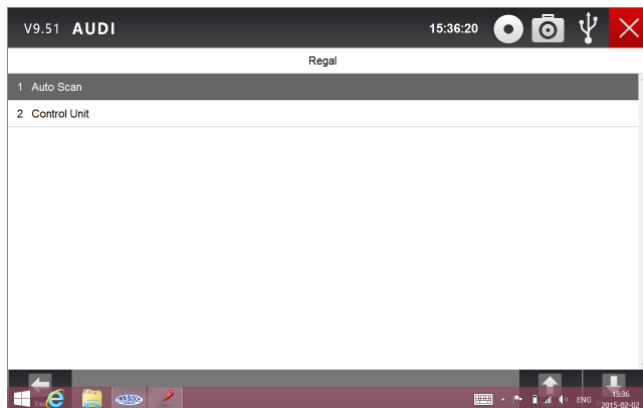 V9.51 AUDI 15:36:20
Regal
1 Auto Scan
2 Control Unit
Esc
ENG 15:36
2015-02-02